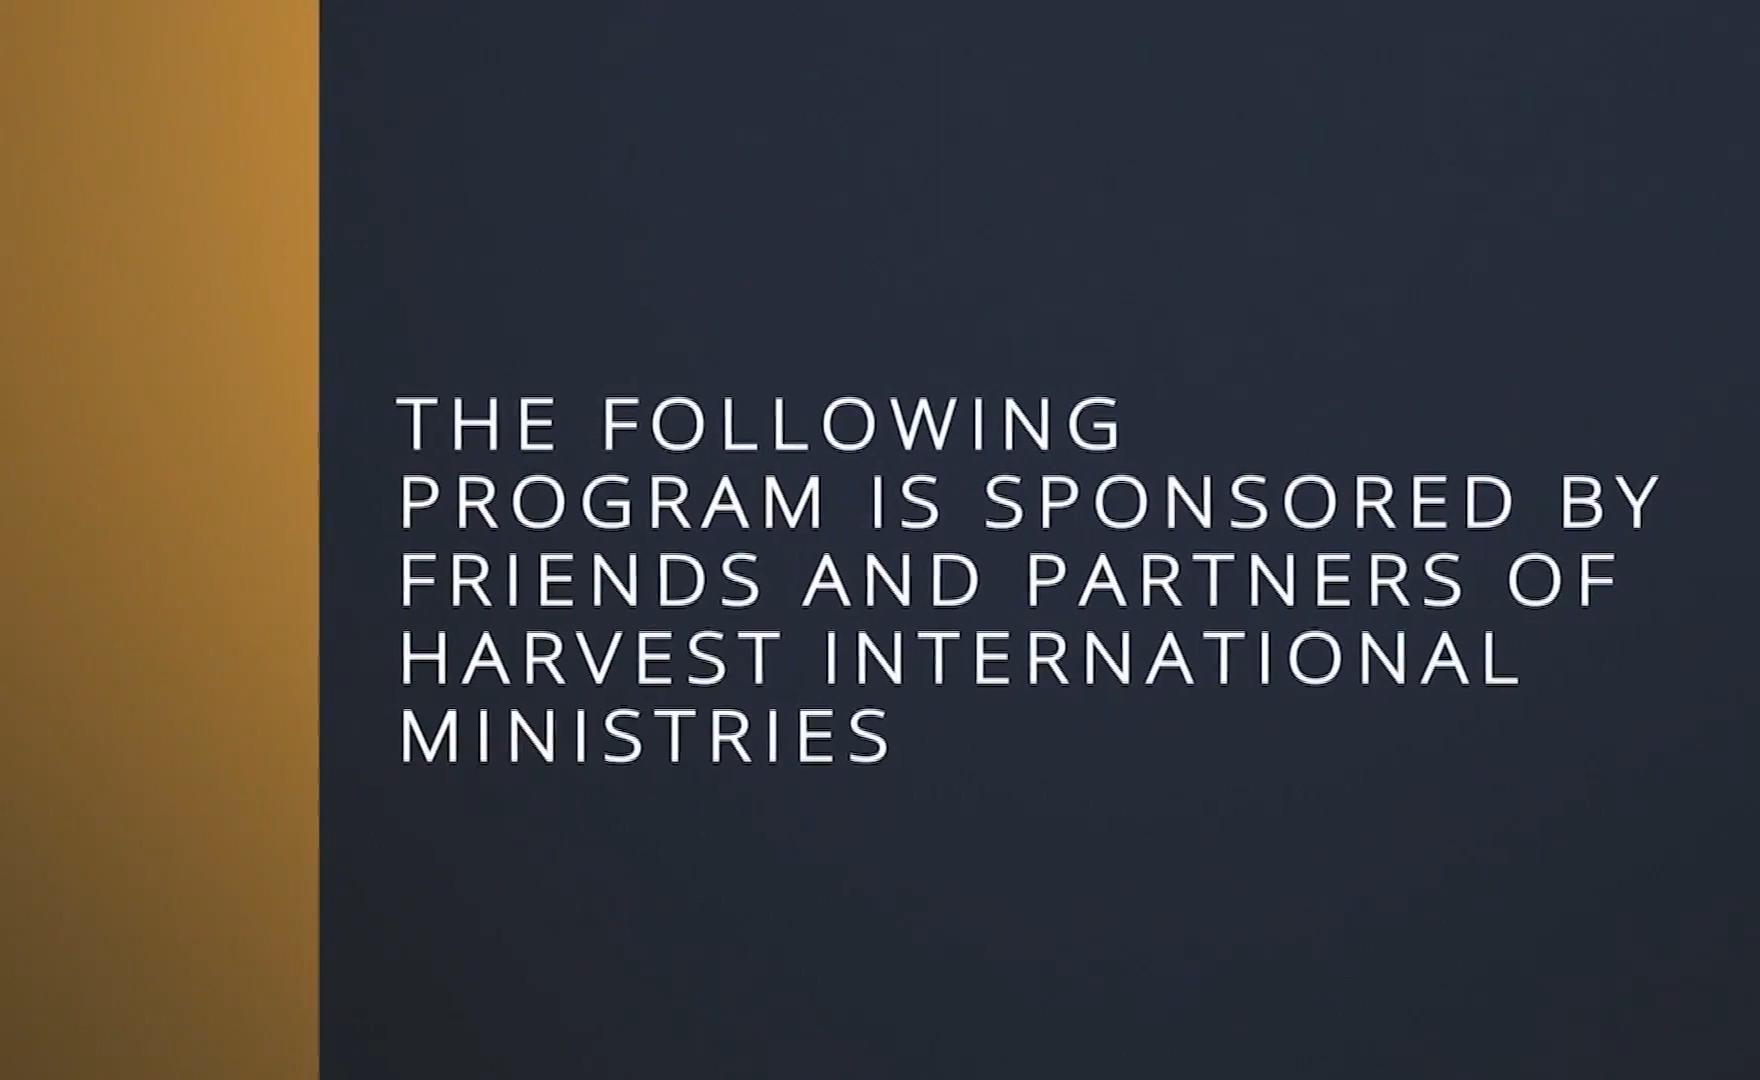 THE FOLLOWING
PROGRAM IS SPONSORED BY
FRIENDS AND PARTNERS OF
HARVEST INTERNATIONAL
MINISTRIES